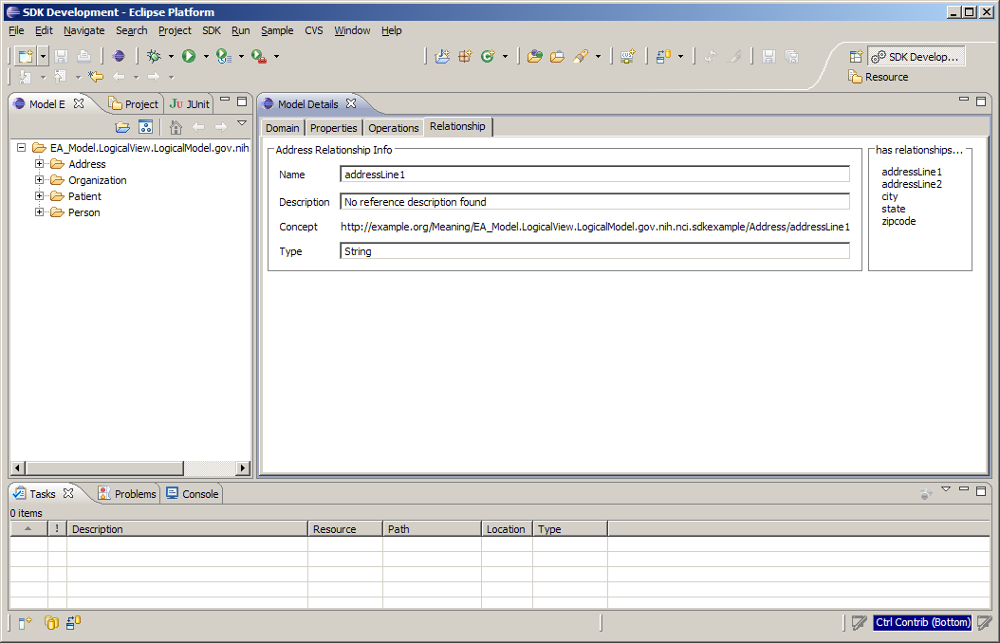 SDK Development - Eclipse Platform
File Edit Navigate Search Project SDK Run Sample CVS Window Help
SDK Develop...
Resource
Model E Project JUnit
Model Details
Domain Properties Operations Relationship
EA_Model.LogicalView.LogicalModel.gov.nih
Address
Organization
Patient
Person
Address Relationship Info
Name addressLine1
Description No reference description found
Concept http://example.org/Meaning/EA_Model.LogicalView.LogicalModel.gov.nih.nci.sdkexample/Address/addressLine1
Type String
has relationships...
addressLine1
addressLine2
city
state
zipcode
Tasks Problems Console
0 items
! Description Resource Path Location Type
Ctrl Contrib (Bottom)